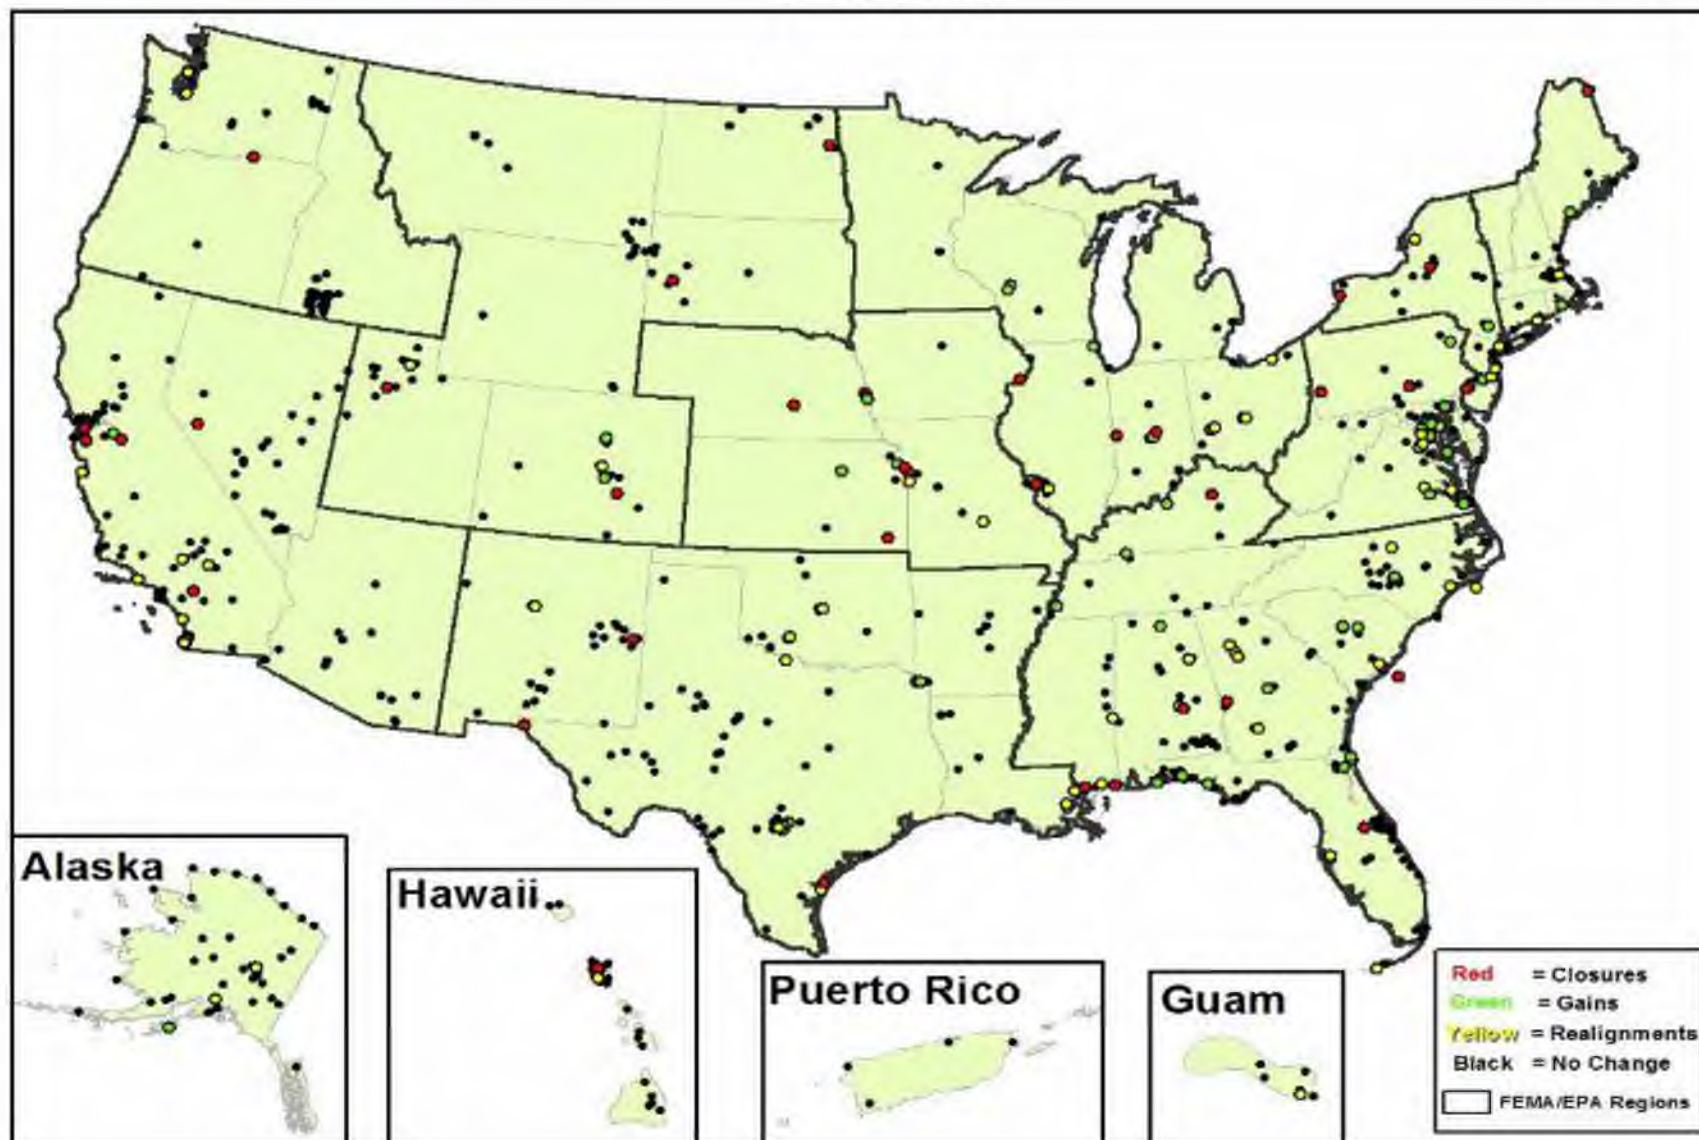 Alaska
Hawaii
Puerto Rico
Guam
Red = Closures
Green = Gains
Yellow = Realignments
Black = No Change
FEMA/EPA Regions